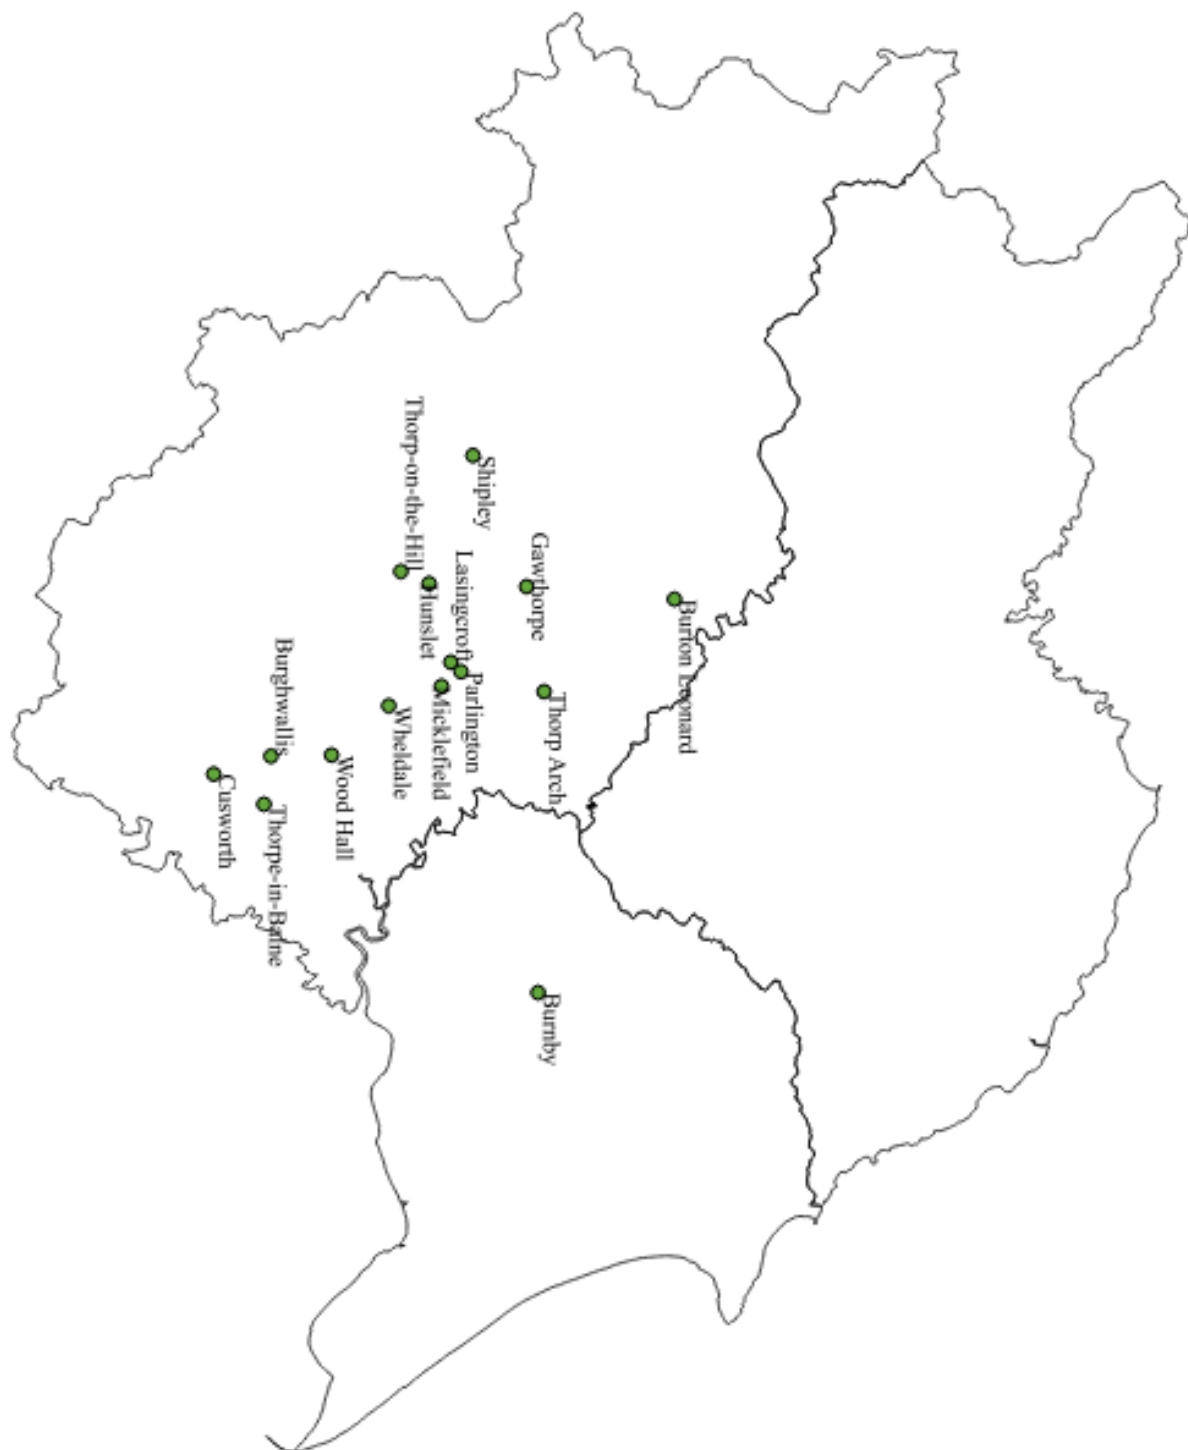 Burton Leonard
Thorp Arch
Burnby
Gawthorpe
Shipley
Parlington
Lasingcroft
Micklefield
Hunslet
Thorp-on-the-Hill
Wheldale
Wood Hall
Burghwallis
Thorpe-in-Balne
Cusworth